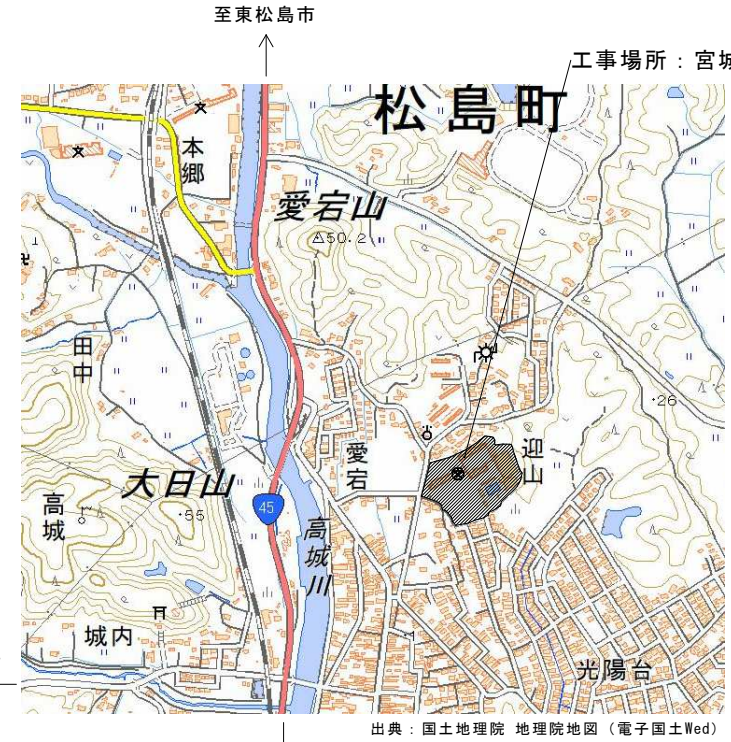 至東松島市
工事場所：宮城
松島町
本郷
愛宕山
50.2
田中
26
迎山
愛宕
大日山
45
高城
55
高城川
城内
光陽台
出典：国土地理院 地理院地図（電子国土Wed）